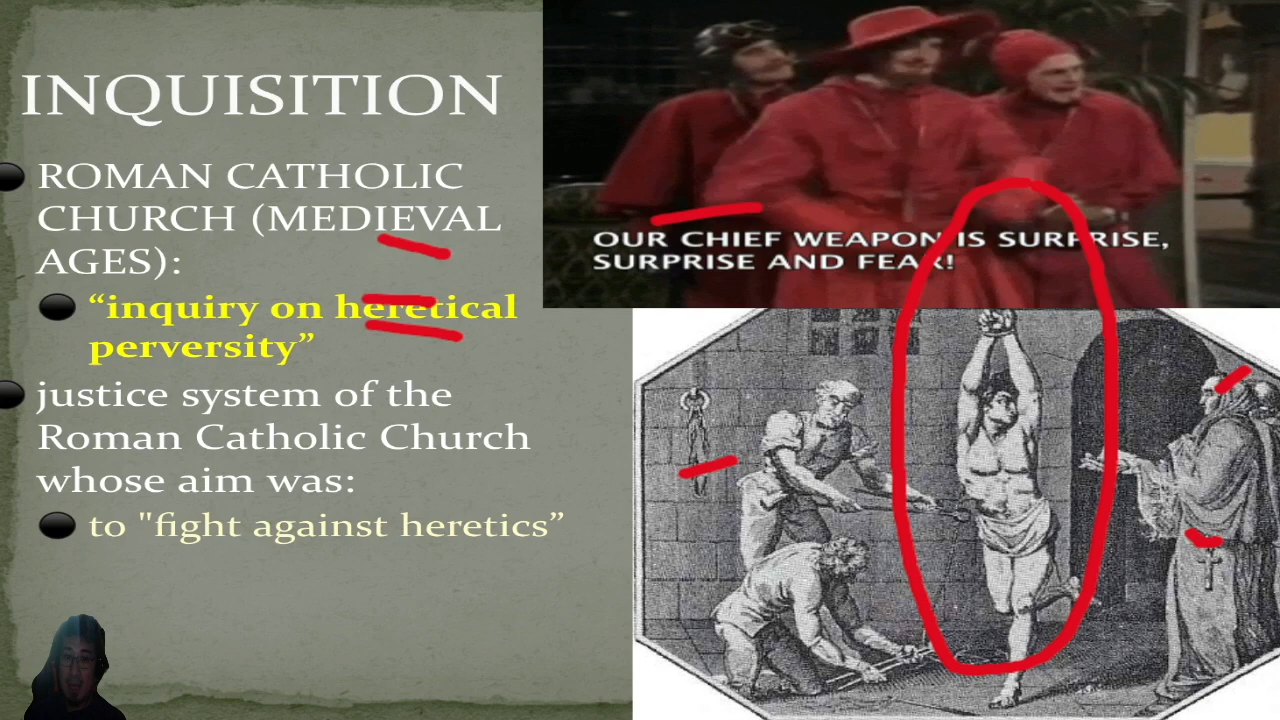 INQUISITION
ROMAN CATHOLIC
CHURCH (MEDIEVAL
AGES):
“inquiry on heretical
perversity”
justice system of the
Roman Catholic Church
whose aim was:
to "fight against heretics”
OUR CHIEF WEAPON IS SURPRISE,
SURPRISE AND FEAR!